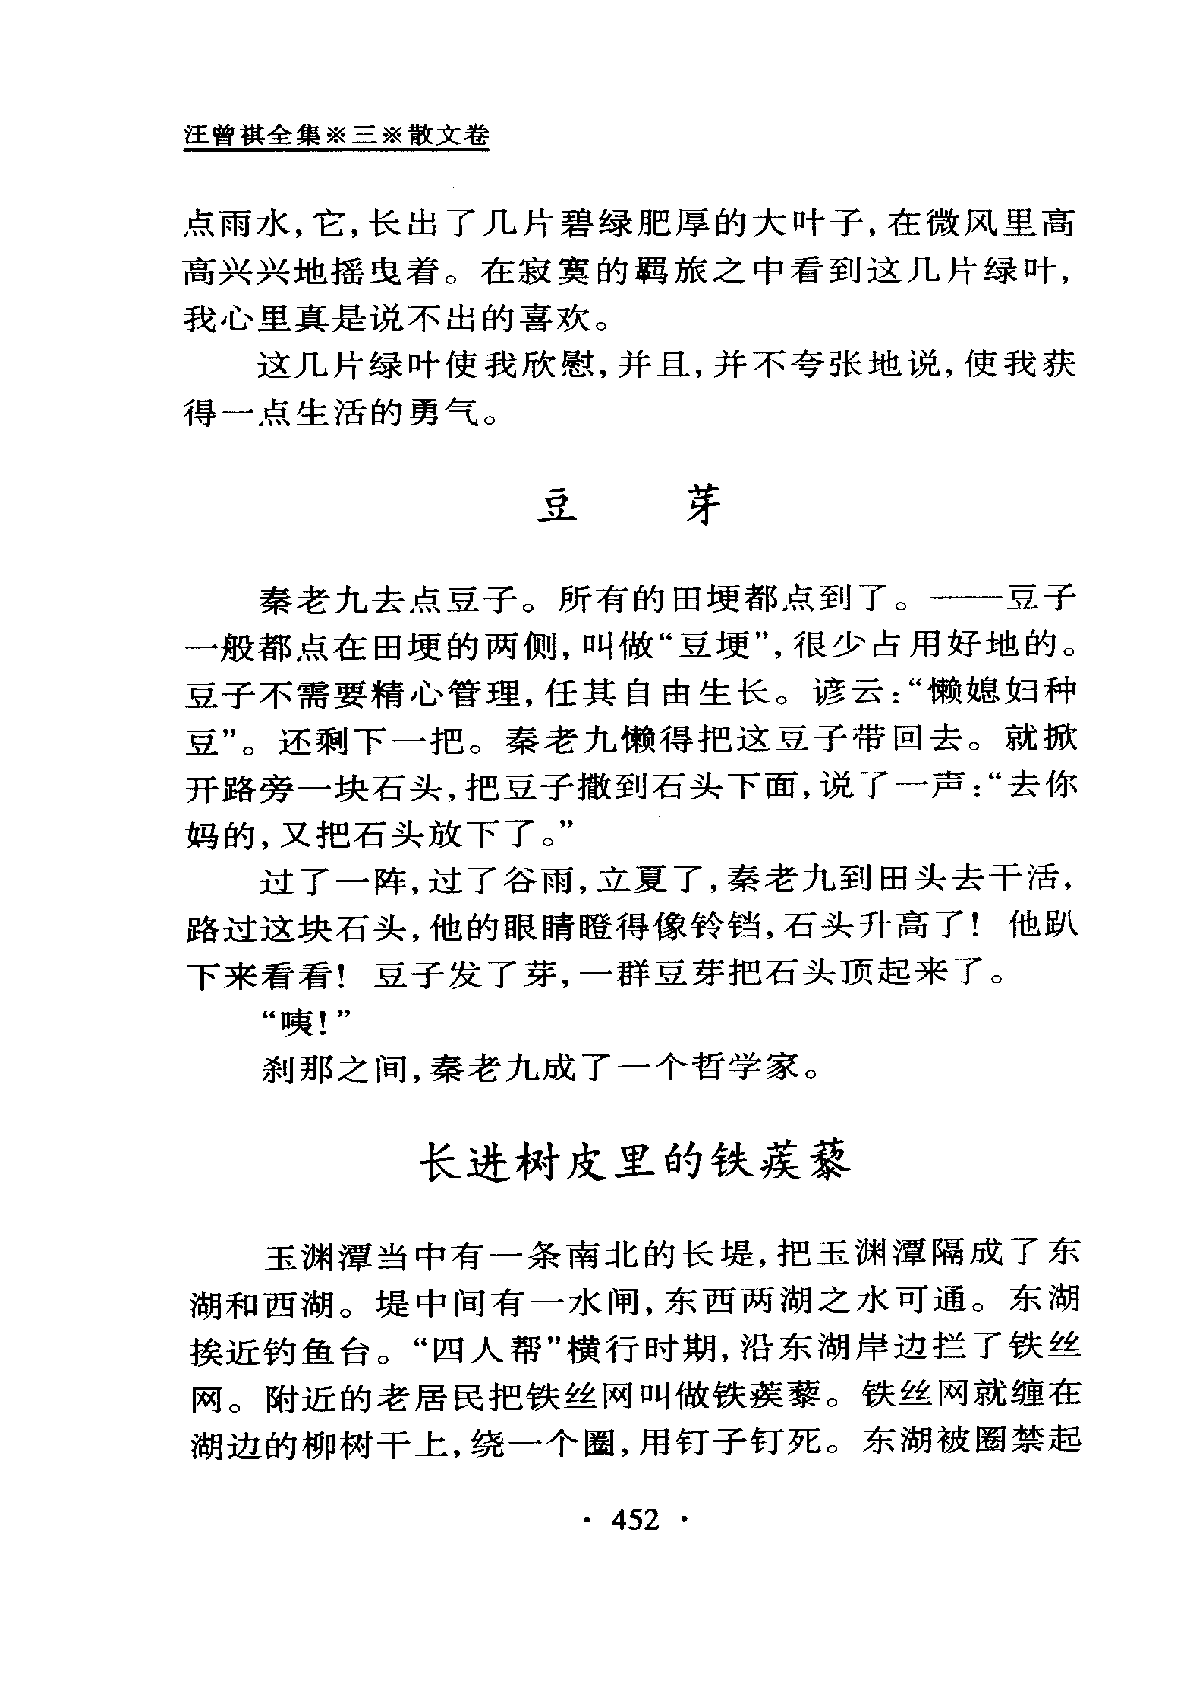 汪曾祺全集※三※散文卷
点雨水,它,长出了几片碧绿肥厚的大叶子,在微风里高
高兴兴地摇曳着。在寂寞的羁旅之中看到这几片绿叶,
我心里真是说不出的喜欢。
这几片绿叶使我欣慰,并且,并不夸张地说,使我获
得一点生活的勇气。
豆 芽
秦老九去点豆子。所有的田埂都点到了。——豆子
一般都点在田埂的两侧,叫做“豆埂”,很少占用好地的。
豆子不需要精心管理,任其自由生长。谚云:“懒媳妇种
豆”。还剩下一把。秦老九懒得把这豆子带回去。就掀
开路旁一块石头,把豆子撒到石头下面,说了一声:“去你
妈的,又把石头放下了。”
过了一阵,过了谷雨,立夏了,秦老九到田头去干活,
路过这块石头,他的眼睛瞪得像铃铛,石头升高了! 他趴
下来看看! 豆子发了芽,一群豆芽把石头顶起来了。
“咦!”
刹那之间,秦老九成了一个哲学家。
长进树皮里的铁蒺藜
玉渊潭当中有一条南北的长堤,把玉渊潭隔成了东
湖和西湖。堤中间有一水闸,东西两湖之水可通。东湖
挨近钓鱼台。“四人帮”横行时期,沿东湖岸边拦了铁丝
网。附近的老居民把铁丝网叫做铁蒺藜。铁丝网就缠在
湖边的柳树干上,绕一个圈,用钉子钉死。东湖被圈禁起
· 452 ·